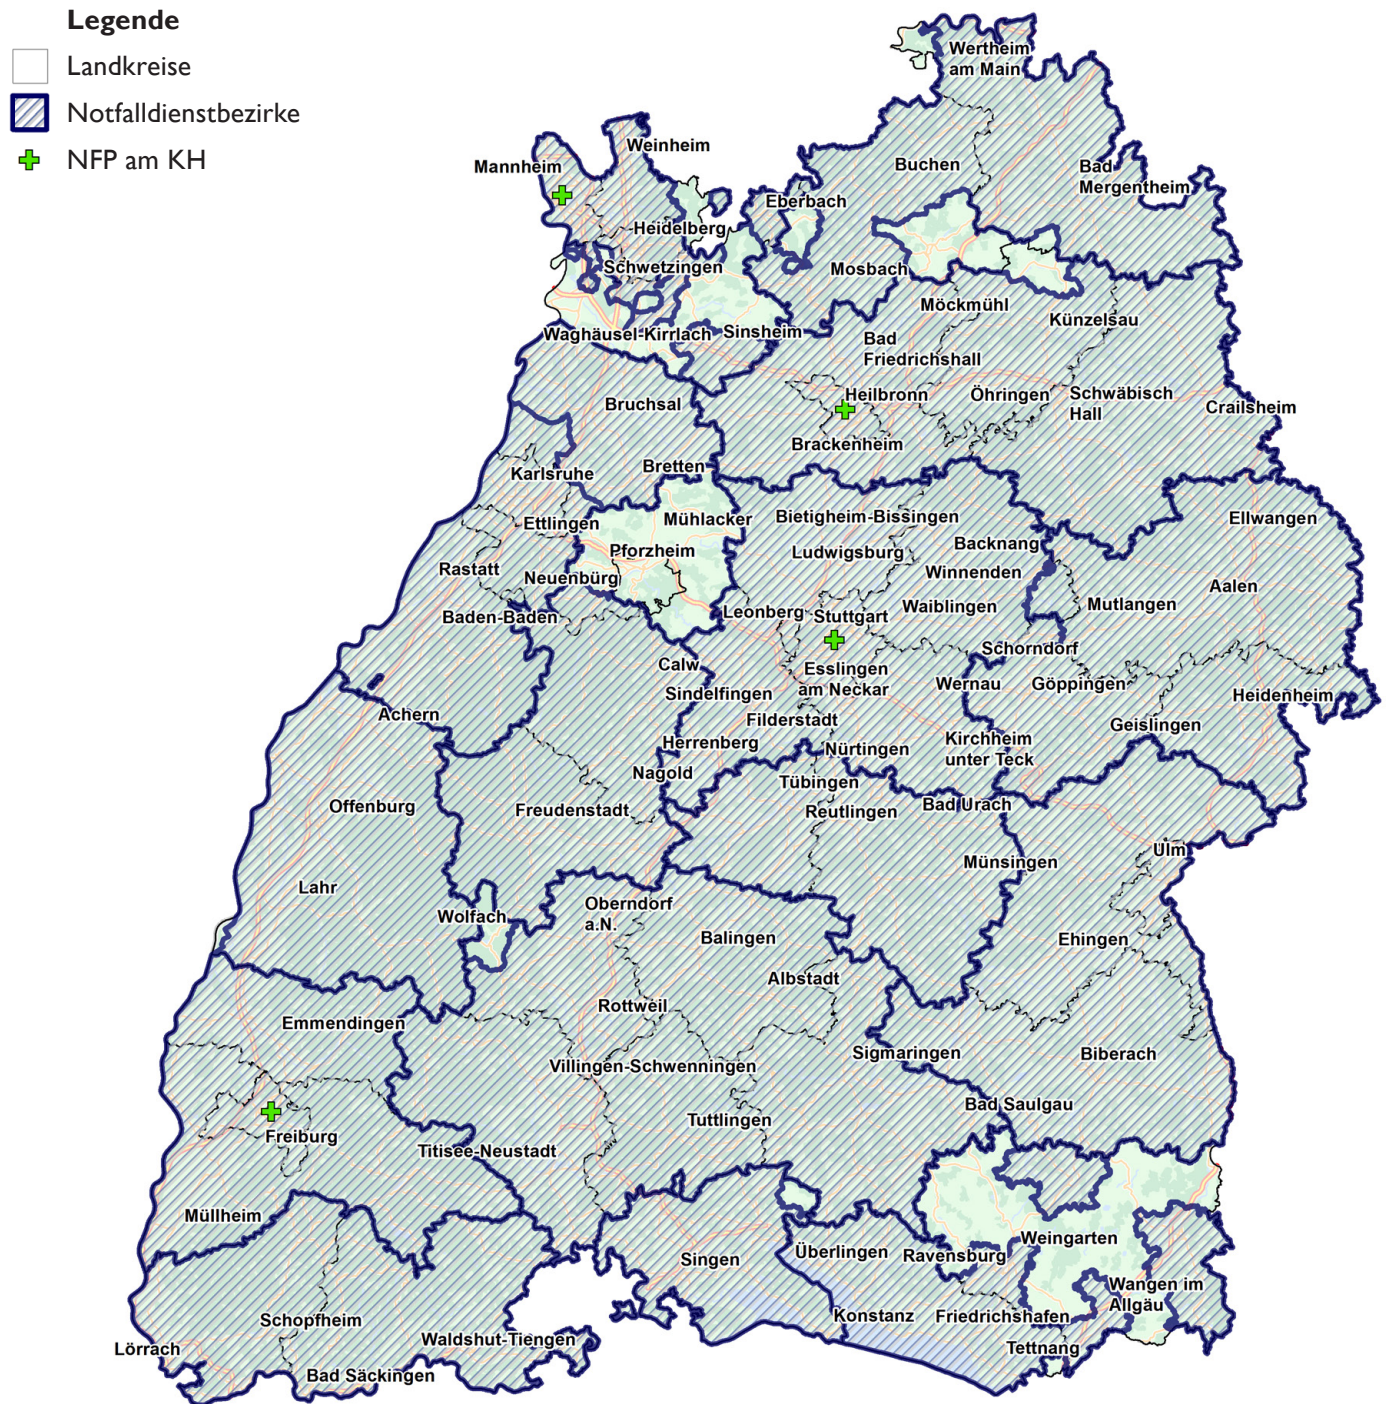 Legende
Landkreise
Notfalldienstbezirke
NFP am KH
Wertheim
am Main
Weinheim
Mannheim
Buchen
Bad
Mergentheim
Eberbach
Heidelberg
Schwetzingen
Mosbach
Möckmühl
Künzelsau
Waghäusel-Kirrlach
Sinsheim
Bad
Friedrichshall
Heilbronn
Öhringen
Schwäbisch
Hall
Crailsheim
Bruchsal
Brackenheim
Bretten
Karlsruhe
Ettlingen
Mühlacker
Bietigheim-Bissingen
Ellwangen
Pforzheim
Ludwigsburg
Backnang
Winnenden
Rastatt
Neuenbürg
Aalen
Baden-Baden
Leonberg
Stuttgart
Waiblingen
Mutlangen
Schorndorf
Calw
Esslingen
am Neckar
Sindelfingen
Wernau
Göppingen
Heidenheim
Achern
Filderstadt
Geislingen
Herrenberg
Nürtingen
Kirchheim
unter Teck
Nagold
Tübingen
Offenburg
Freudenstadt
Reutlingen
Bad Urach
Münsingen
Ulm
Lahr
Wolfach
Oberndorf
a.N.
Balingen
Ehingen
Albstadt
Rottweil
Emmendingen
Villingen-Schwenningen
Sigmaringen
Biberach
Bad Saulgau
Tuttlingen
Freiburg
Titisee-Neustadt
Müllheim
Weingarten
Singen
Überlingen
Ravensburg
Wangen im
Allgäu
Konstanz
Friedrichshafen
Schopfheim
Waldshut-Tiengen
Lörrach
Tettnang
Bad Säckingen